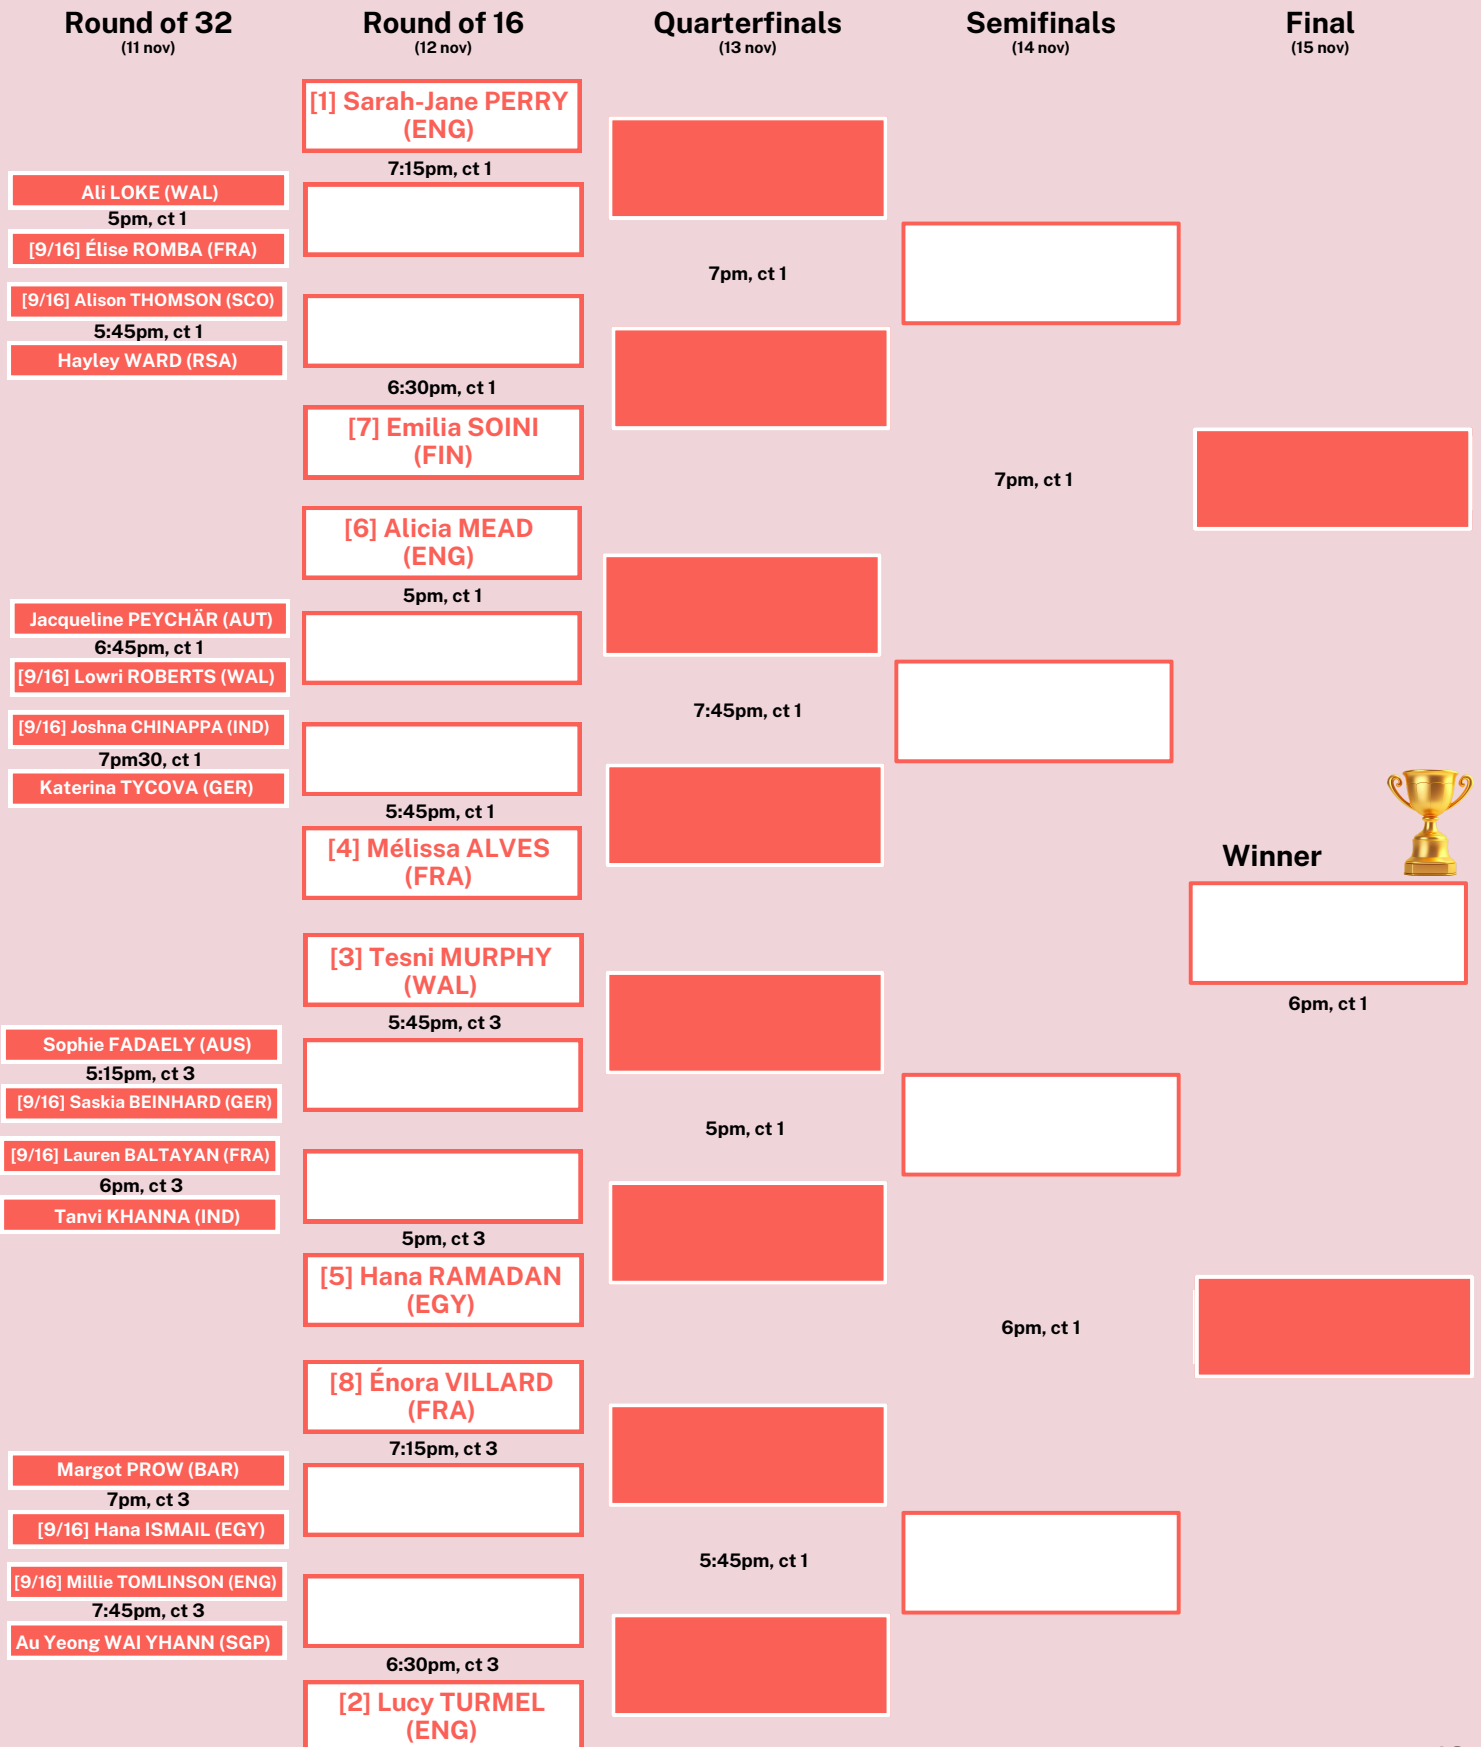 Round of 32
(11 nov)
Round of 16
(12 nov)
Quarterfinals
(13 nov)
Semifinals
(14 nov)
Final
(15 nov)
Ali LOKE (WAL)
5pm, ct 1
[9/16] Élise ROMBA (FRA)
[9/16] Alison THOMSON (SCO)
5:45pm, ct 1
Hayley WARD (RSA)
Jacqueline PEYCHÄR (AUT)
6:45pm, ct 1
[9/16] Lowri ROBERTS (WAL)
[9/16] Joshna CHINAPPA (IND)
7pm30, ct 1
Katerina TYCOVA (GER)
Sophie FADAELY (AUS)
5:15pm, ct 3
[9/16] Saskia BEINHARD (GER)
[9/16] Lauren BALTAYAN (FRA)
6pm, ct 3
Tanvi KHANNA (IND)
Margot PROW (BAR)
7pm, ct 3
[9/16] Hana ISMAIL (EGY)
[9/16] Millie TOMLINSON (ENG)
7:45pm, ct 3
Au Yeong WAI YHANN (SGP)
[1] Sarah-Jane PERRY
(ENG)
7:15pm, ct 1
6:30pm, ct 1
[7] Emilia SOINI
(FIN)
[6] Alicia MEAD
(ENG)
5pm, ct 1
5:45pm, ct 1
[4] Mélissa ALVES
(FRA)
[3] Tesni MURPHY
(WAL)
5:45pm, ct 3
5pm, ct 3
[5] Hana RAMADAN
(EGY)
[8] Énora VILLARD
(FRA)
7:15pm, ct 3
6:30pm, ct 3
[2] Lucy TURMEL
(ENG)
7pm, ct 1
7:45pm, ct 1
5pm, ct 1
5:45pm, ct 1
7pm, ct 1
6pm, ct 1
Winner
6pm, ct 1